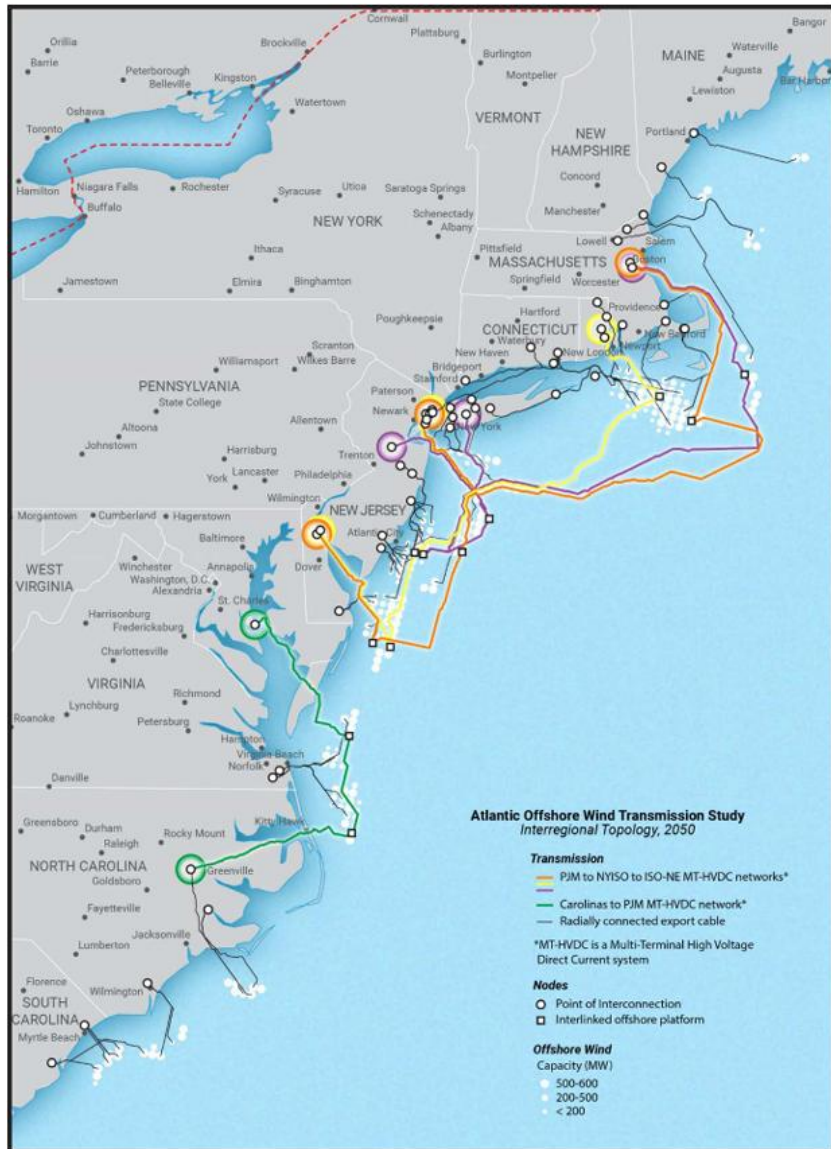 Cornwall
Bangor
Plattsburg
Orillia
Brockville
MAINE
Waterville
Barrie
Burlington
Augusta
Peterborough
Kingston
Montpelier
Bar Harbor
Belleville
Lewiston
Watertown
VERMONT
Oshawa
NEW
HAMPSHIRE
Portland
Toronto
Concord
Hamilton
Niagara Falls
Rochester
Syracuse
Utica
Saratoga Springs
Manchester
Buffalo
NEW YORK
Schenectady
Albany
Lowell
Salem
Ithaca
Pittsfield
MASSACHUSETTS
Boston
Worcester
Jamestown
Elmira
Binghamton
Springfield
Providence
Hartford
Poughkeepsie
CONNECTICUT
New Bedford
Waterbury
Newport
Scranton
New Haven
New London
Williamsport
Wilkes Barre
Bridgeport
Stamford
PENNSYLVANIA
Paterson
State College
Newark
Altoona
Allentown
New York
Johnstown
Harrisburg
Trenton
York
Lancaster
Philadelphia
Wilmington
NEW JERSEY
Morgantown
Cumberland
Hagerstown
Baltimore
Atlantic City
WEST
VIRGINIA
Winchester
Annapolis
Dover
Washington, D.C.
Alexandria
St. Charles
Harrisonburg
Fredericksburg
Charlottesville
VIRGINIA
Richmond
Lynchburg
Roanoke
Petersburg
Hampton
Virginia Beach
Norfolk
Danville
Greensboro
Durham
Rocky Mount
Kitty Hawk
Raleigh
NORTH CAROLINA
Greenville
Goldsboro
Fayetteville
Jacksonville
Lumberton
Florence
Wilmington
SOUTH
CAROLINA
Myrtle Beach
Atlantic Offshore Wind Transmission Study
Interregional Topology, 2050
Transmission
PJM to NYISO to ISO-NE MT-HVDC networks*
Carolinas to PJM MT-HVDC network*
Radially connected export cable
*MT-HVDC is a Multi-Terminal High Voltage
Direct Current system
Nodes
Point of Interconnection
Interlinked offshore platform
Offshore Wind
Capacity (MW)
500-600
200-500
< 200